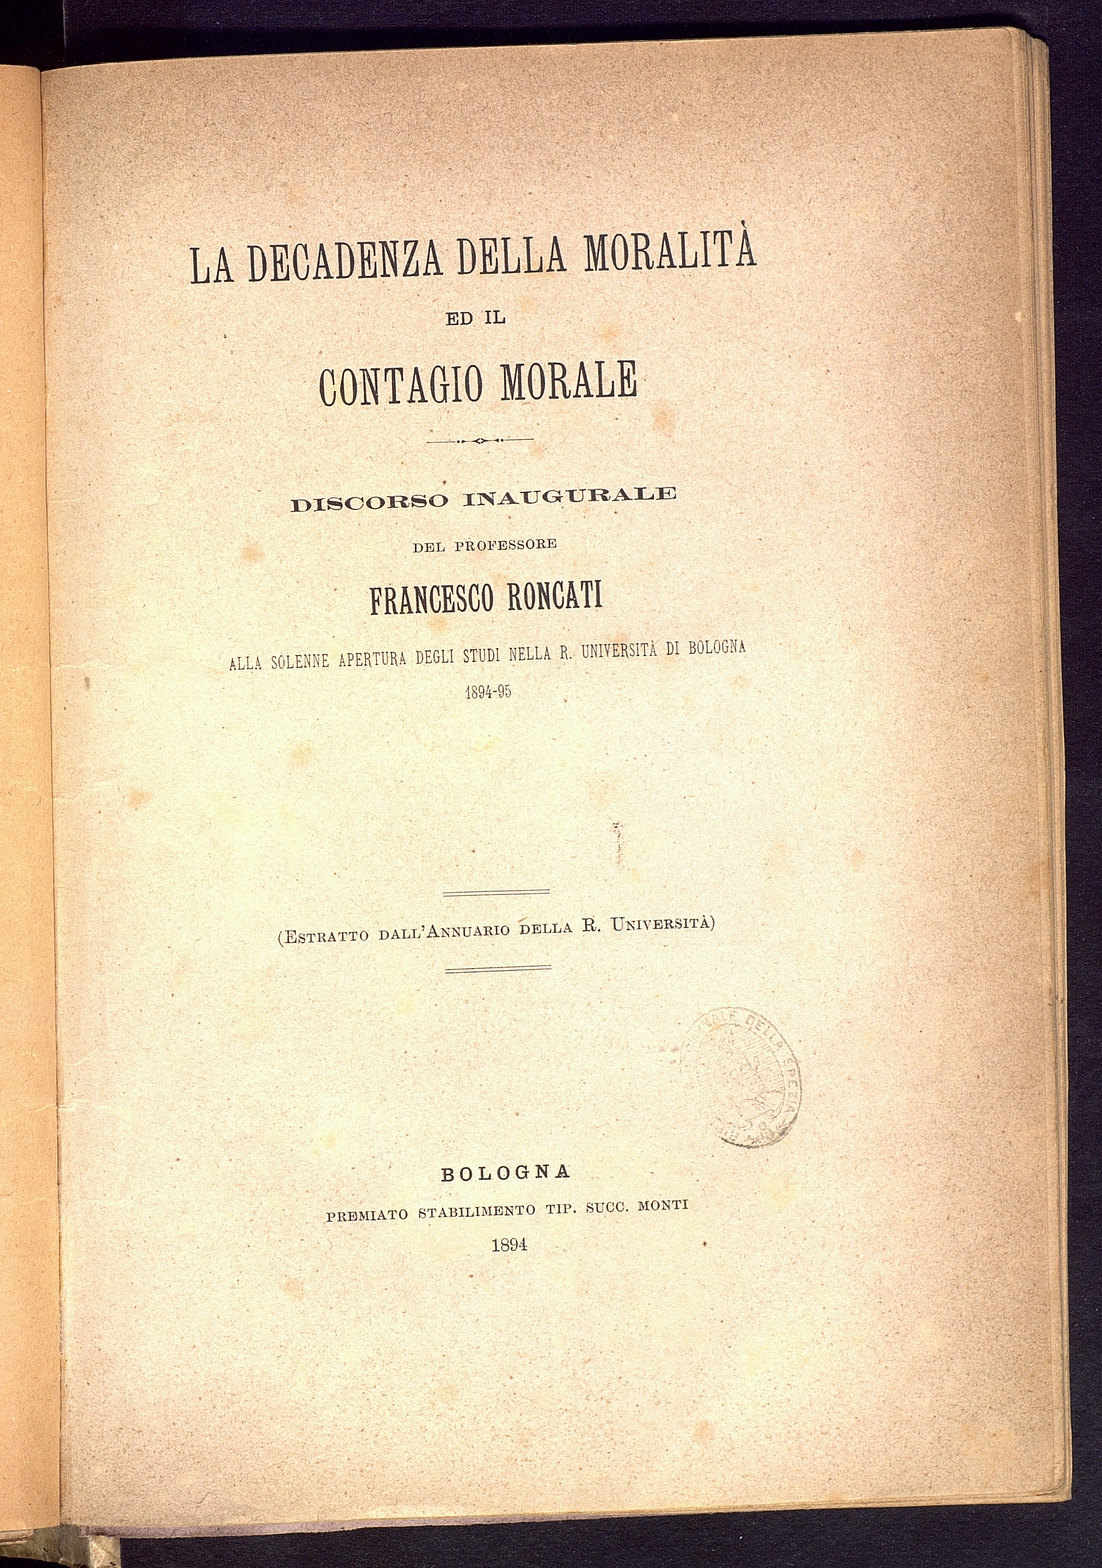 LA DECADENZA DELLA MORALITÀ
ED IL
CONTAGIO MORALE
DISCORSO INAUGURALE
DEL PROFESSORE
FRANCESCO RONCATI
ALLA SOLENNE APERTURA DEGLI STUDI NELLA R. UNIVERSITÀ DI BOLOGNA
1894-95
(ESTRATTO DALL'ANNUARIO DELLA R. UNIVERSITÀ)
DELLA
BOLOGNA
PREMIATO STABILIMENTO TIP. SUCC. MONTI
1894